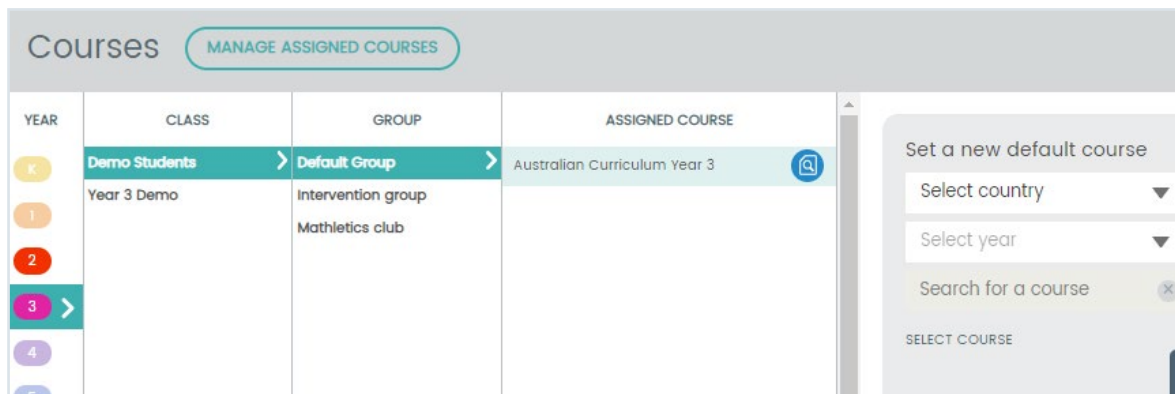 Courses
MANAGE ASSIGNED COURSES
YEAR
CLASS
GROUP
ASSIGNED COURSE
K
1
2
3
4
Demo Students
Year 3 Demo
Default Group
Intervention group
Mathletics club
Australian Curriculum Year 3
Set a new default course
Select country
Select year
Search for a course
SELECT COURSE